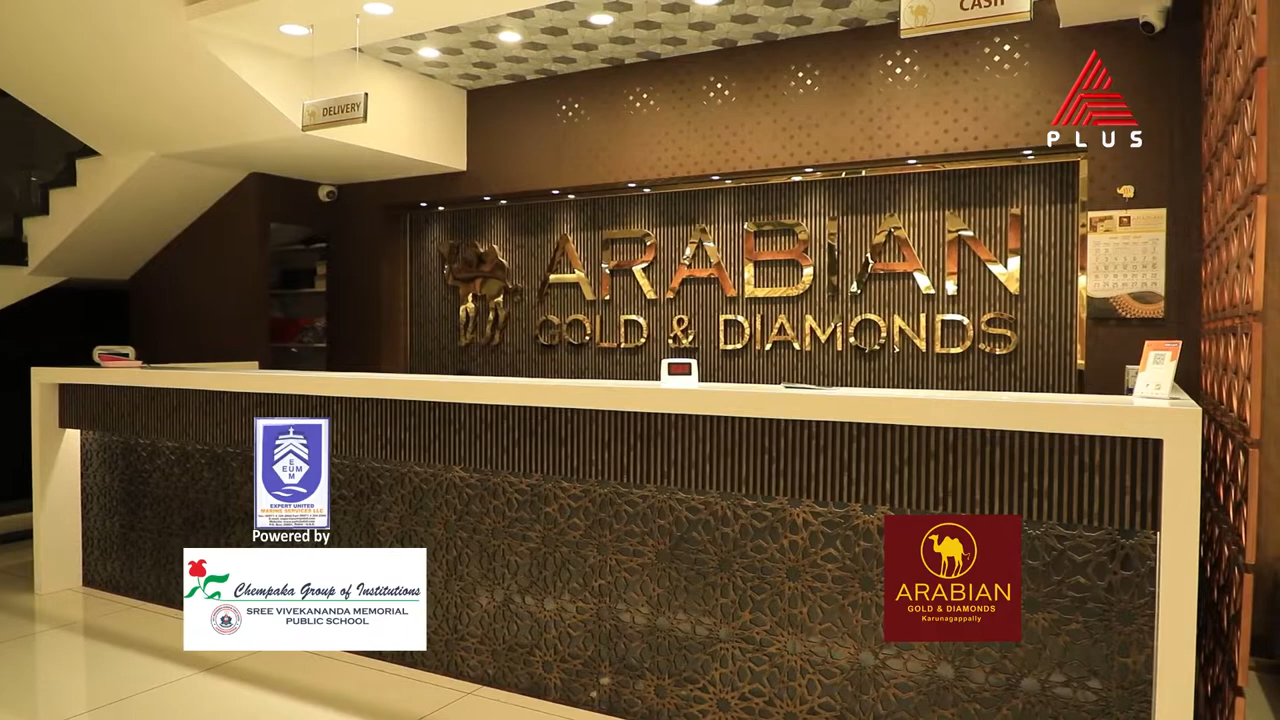 CASH
DELIVERY
PLUS
ARABIAN
GOLD & DIAMONDS
E
EUM
M
EXPERT UNITED
MARINE SERVICES LLC
Powered by
Chempaka Group of Institutions
SREE VIVEKANANDA MEMORIAL
PUBLIC SCHOOL
ARABIAN
GOLD & DIAMONDS
Karunagappally